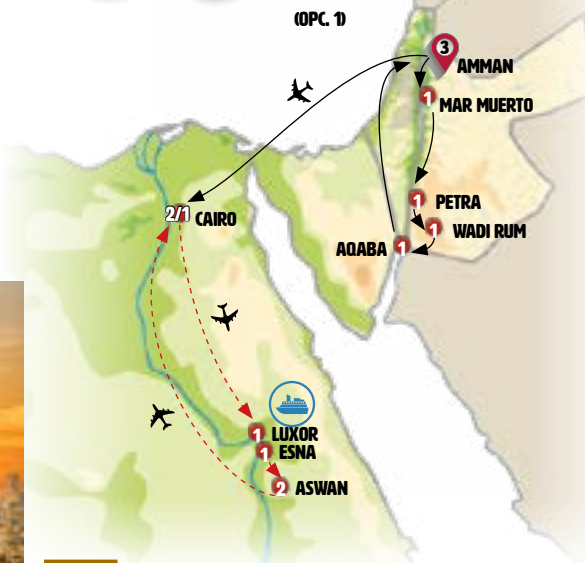 (OPC. 1)
3
AMMAN
1 MAR MUERTO
1 PETRA
1 WADI RUM
AQABA 1
2/1 CAIRO
1 LUXOR
1 ESNA
2 ASWAN